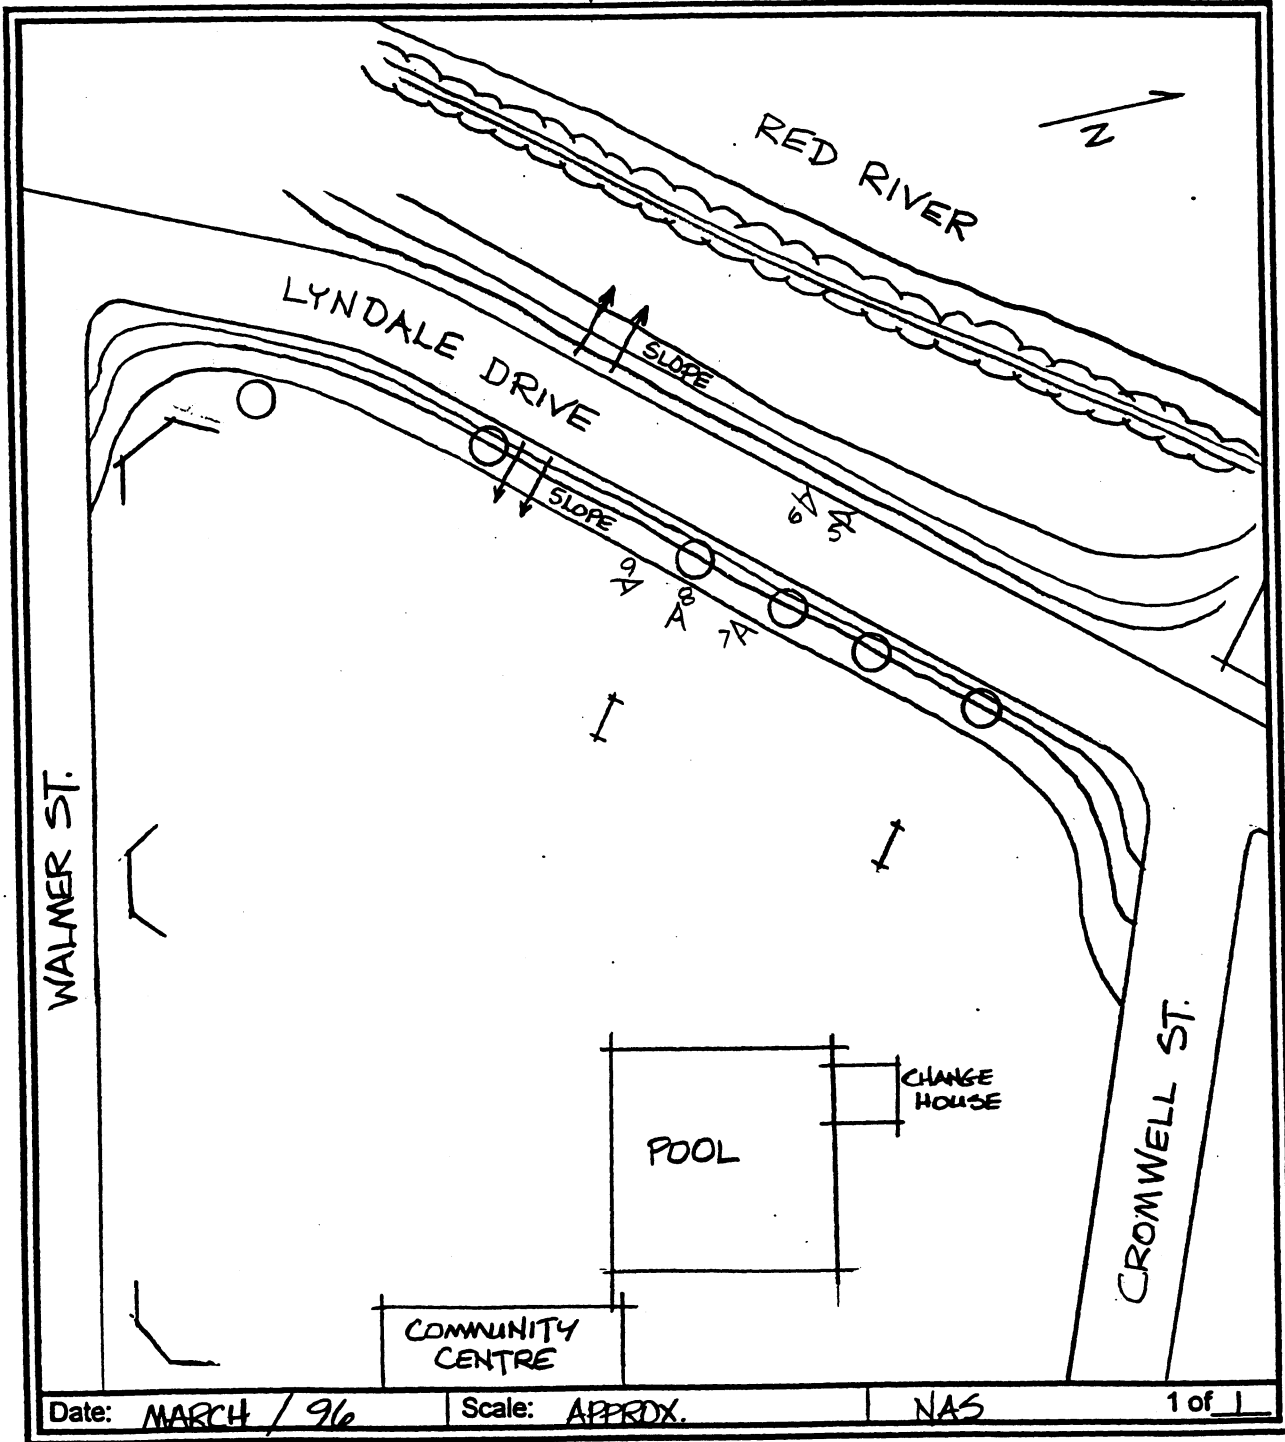 RED RIVER
N
LYNDALE DRIVE
SLOPE
SLOPE
6
5
9
8
7
WALMER ST.
CHANGE
HOUSE
POOL
CROMWELL ST.
COMMUNITY
CENTRE
Date: MARCH / 96
Scale: APPROX.
NAS
1 of 1